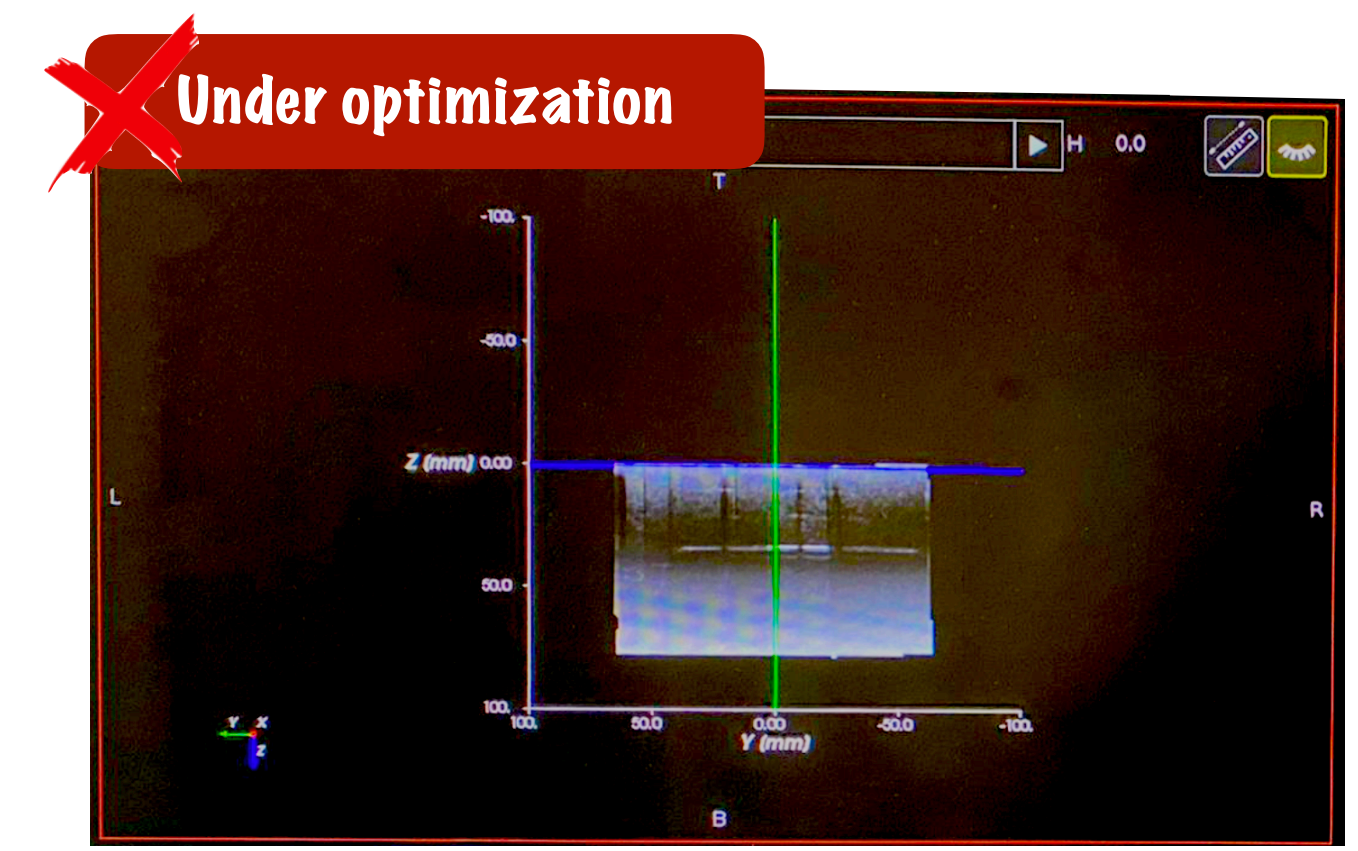 Under optimization
H 0.0
T
-100.
-50.0
Z (mm) 0.00
L
R
50.0
100.
100. 50.0 0.00 -50.0 -100.
Y (mm)
Y X
Z
B